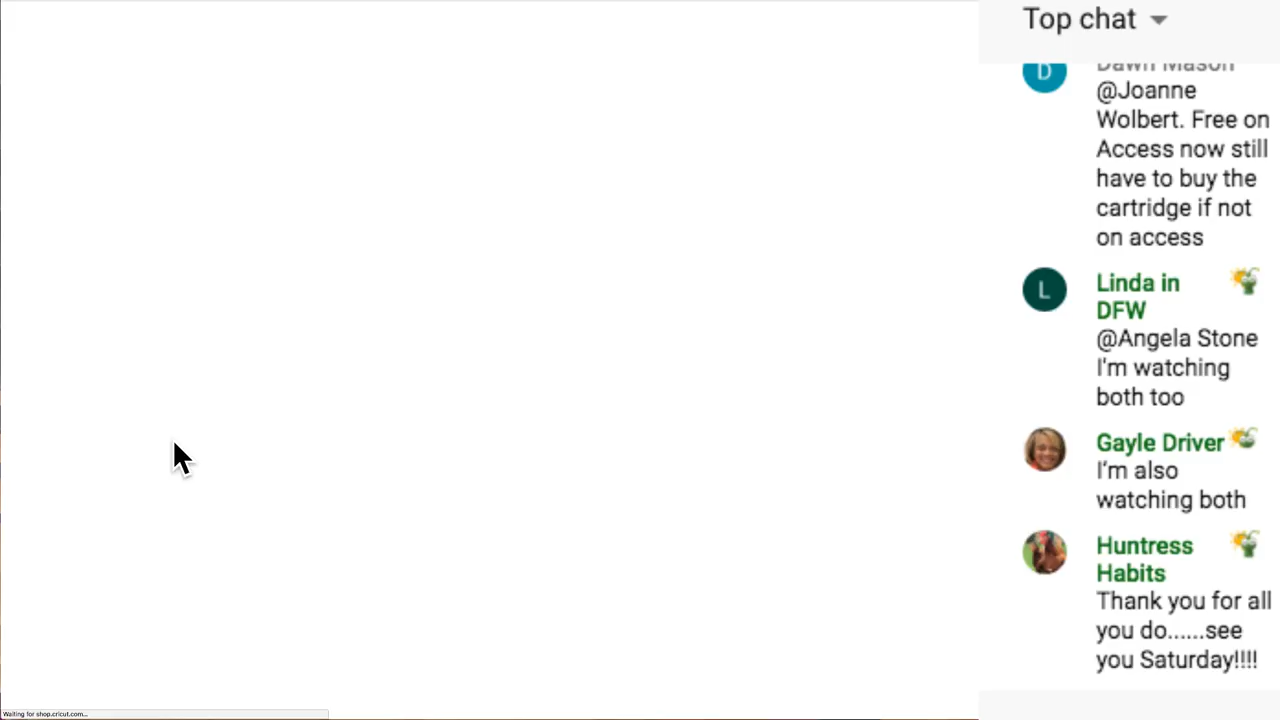 Top chat
D
Dawn Mason
@Joanne
Wolbert. Free on
Access now still
have to buy the
cartridge if not
on access
L
Linda in
DFW
@Angela Stone
I'm watching
both too
Gayle Driver
I'm also
watching both
Huntress
Habits
Thank you for all
you do......see
you Saturday!!!!
Waiting for shop.cricut.com...